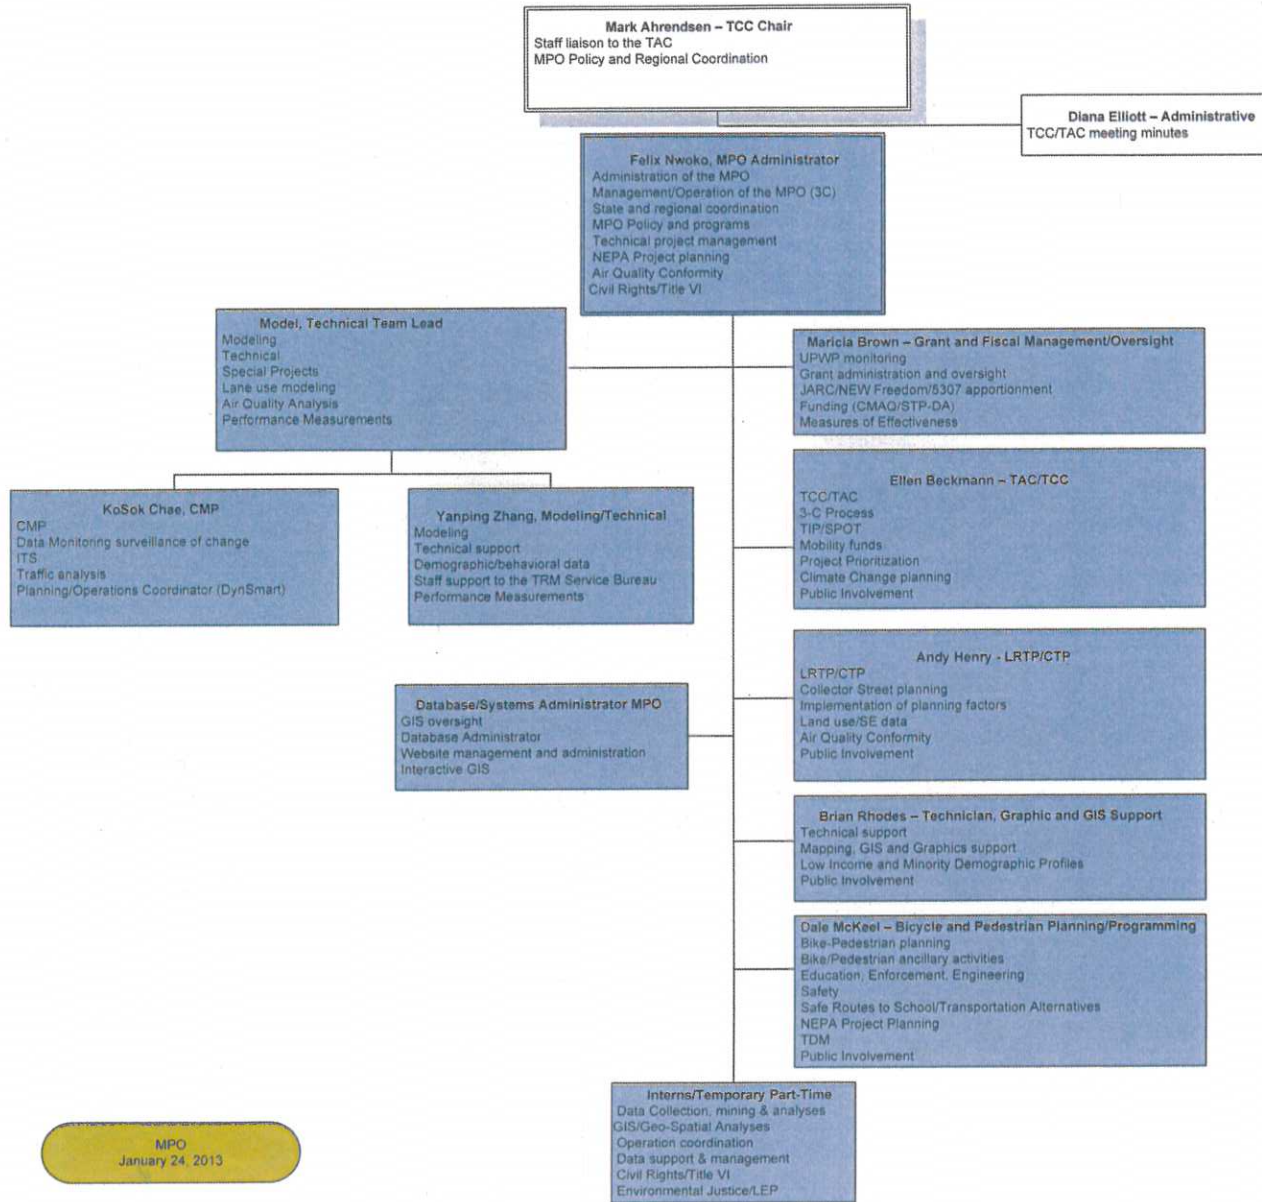 Mark Ahrendsen – TCC Chair
Staff liaison to the TAC
MPO Policy and Regional Coordination
Diana Elliott – Administrative
TCC/TAC meeting minutes
Felix Nwoko, MPO Administrator
Administration of the MPO
Management/Operation of the MPO (3C)
State and regional coordination
MPO Policy and programs
Technical project management
NEPA Project planning
Air Quality Conformity
Civil Rights/Title VI
Model, Technical Team Lead
Modeling
Technical
Special Projects
Lane use modeling
Air Quality Analysis
Performance Measurements
Maricia Brown – Grant and Fiscal Management/Oversight
UPWP monitoring
Grant administration and oversight
JARC/NEW Freedom/5307 apportionment
Funding (CMAQ/STP-DA)
Measures of Effectiveness
KoSok Chae, CMP
CMP
Data Monitoring surveillance of change
ITS
Traffic analysis
Planning/Operations Coordinator (DynSmart)
Yanping Zhang, Modeling/Technical
Modeling
Technical support
Demographic/behavioral data
Staff support to the TRM Service Bureau
Performance Measurements
Ellen Beckmann – TAC/TCC
TCC/TAC
3-C Process
TIP/SPOT
Mobility funds
Project Prioritization
Climate Change planning
Public Involvement
Andy Henry - LRTP/CTP
LRTP/CTP
Collector Street planning
Implementation of planning factors
Land use/SE data
Air Quality Conformity
Public Involvement
Database/Systems Administrator MPO
GIS oversight
Database Administrator
Website management and administration
Interactive GIS
Brian Rhodes – Technician, Graphic and GIS Support
Technical support
Mapping, GIS and Graphics support
Low Income and Minority Demographic Profiles
Public Involvement
Dale McKeel – Bicycle and Pedestrian Planning/Programming
Bike-Pedestrian planning
Bike/Pedestrian ancillary activities
Education, Enforcement, Engineering
Safety
Safe Routes to School/Transportation Alternatives
NEPA Project Planning
TDM
Public Involvement
Interns/Temporary Part-Time
Data Collection, mining & analyses
GIS/Geo-Spatial Analyses
Operation coordination
Data support & management
Civil Rights/Title VI
Environmental Justice/LEP
MPO
January 24, 2013